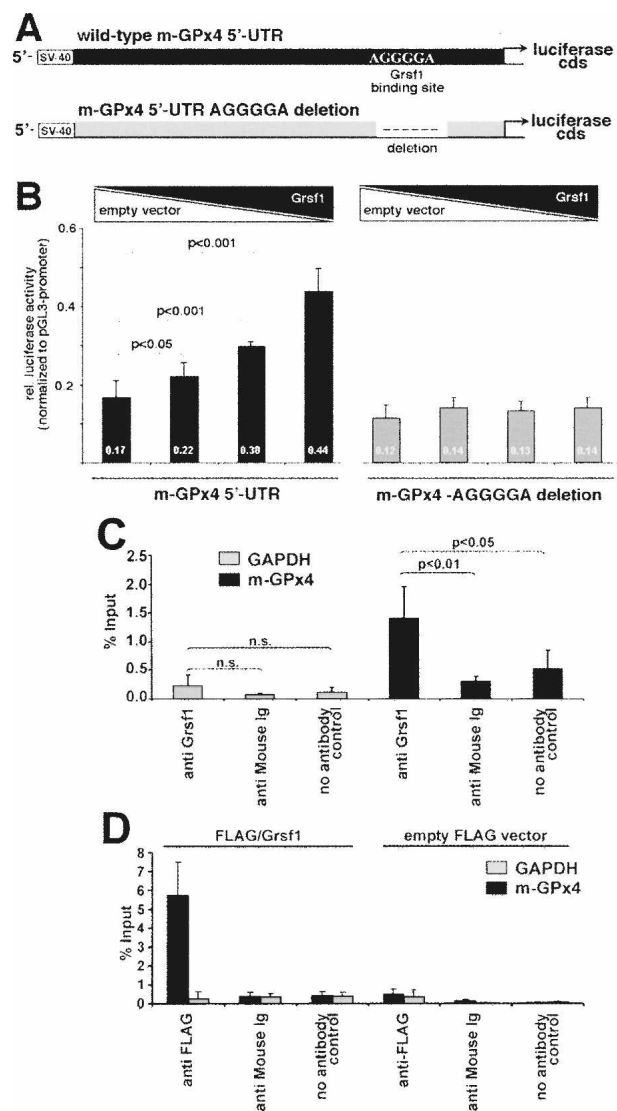 A
wild-type m-GPx4 5'-UTR
5'- SV-40 AGGGGA luciferase cds
Grsf1 binding site
m-GPx4 5'-UTR AGGGGA deletion
5'- SV-40 deletion luciferase cds
B
empty vector Grsf1
empty vector Grsf1
rel. luciferase activity
(normalized to pGL3-promoter)
0.6
0.4
0.2
p<0.001
p<0.001
p<0.05
0.17 0.22 0.30 0.44
0.12 0.14 0.13 0.14
m-GPx4 5'-UTR
m-GPx4 -AGGGGA deletion
C
% Input
2.5
2.0
1.5
1.0
0.5
0.0
GAPDH
m-GPx4
n.s.
n.s.
p<0.05
p<0.01
anti Grsf1
anti Mouse Ig
no antibody control
anti Grsf1
anti Mouse Ig
no antibody control
D
FLAG/Grsf1
empty FLAG vector
% Input
8
7
6
5
4
3
2
1
0
GAPDH
m-GPx4
anti FLAG
anti Mouse Ig
no antibody control
anti-FLAG
anti Mouse Ig
no antibody control